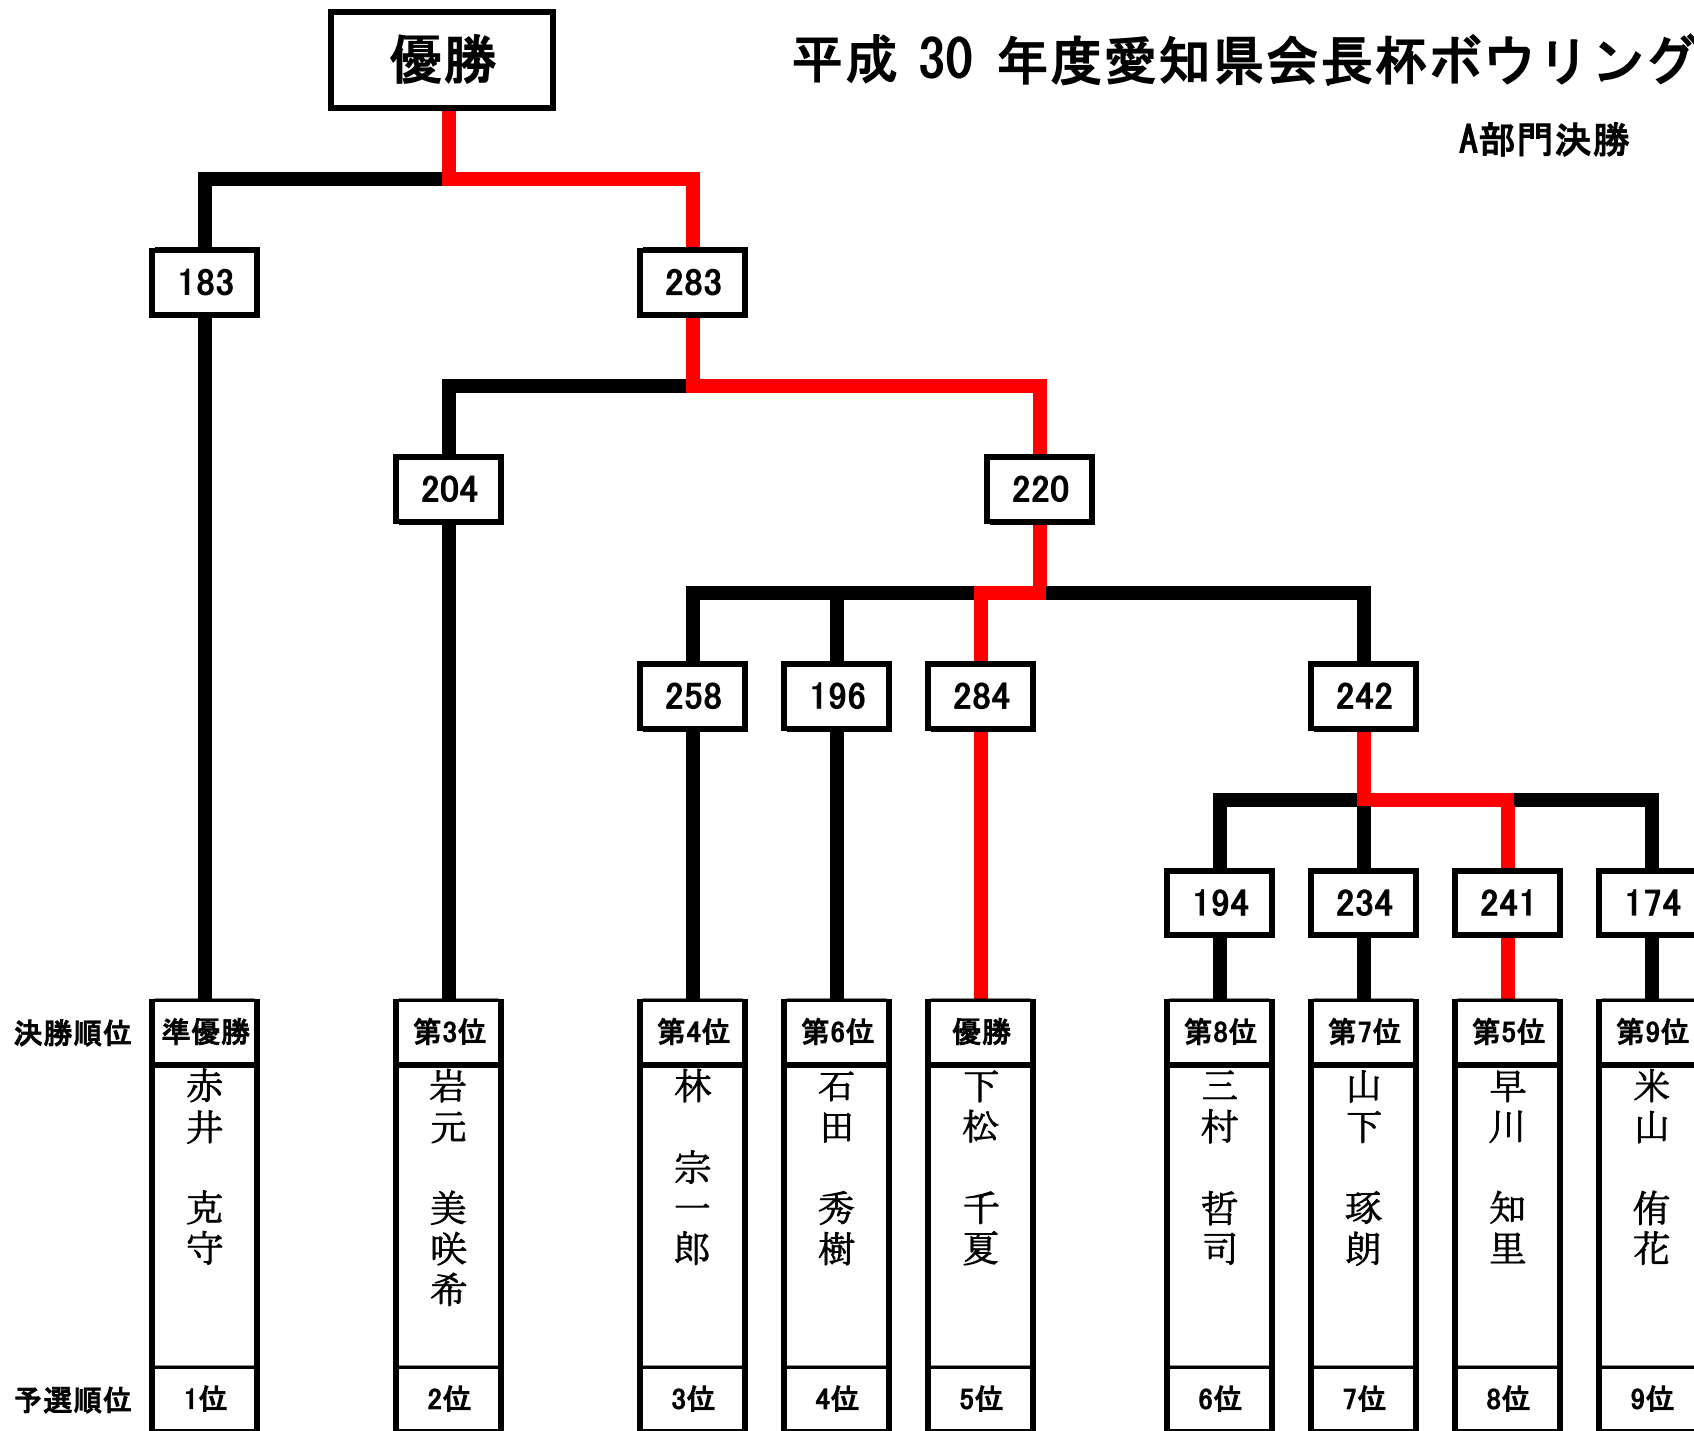 優勝
平成 30 年度愛知県会長杯ボウリング
A部門決勝
183
283
204
220
258
196
284
242
194
234
241
174
決勝順位 準優勝 第3位 第4位 第6位 優勝 第8位 第7位 第5位 第9位
赤井 克守
岩元 美咲希
林 宗一郎
石田 秀樹
下松 千夏
三村 哲司
山下 琢朗
早川 知里
米山 侑花
予選順位 1位 2位 3位 4位 5位 6位 7位 8位 9位